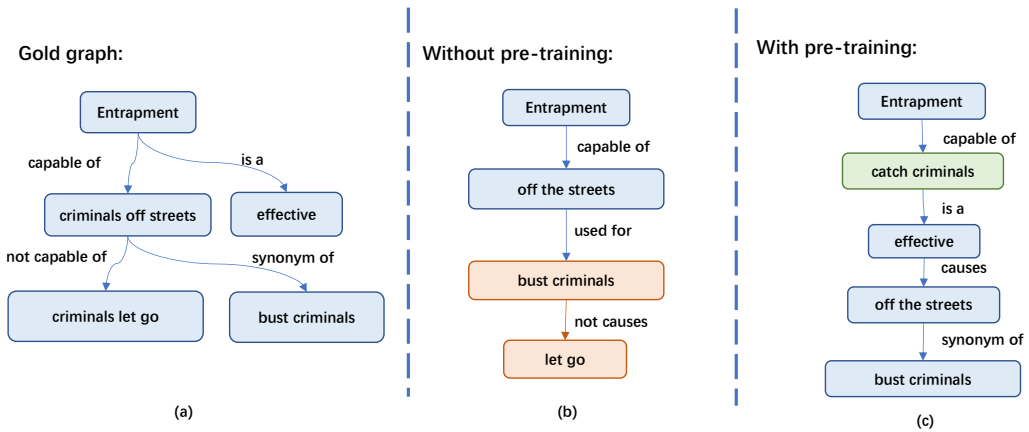 Gold graph:
Entrapment
capable of
is a
criminals off streets
effective
not capable of
synonym of
criminals let go
bust criminals
(a)
Without pre-training:
Entrapment
capable of
off the streets
used for
bust criminals
not causes
let go
(b)
With pre-training:
Entrapment
capable of
catch criminals
is a
effective
causes
off the streets
synonym of
bust criminals
(c)